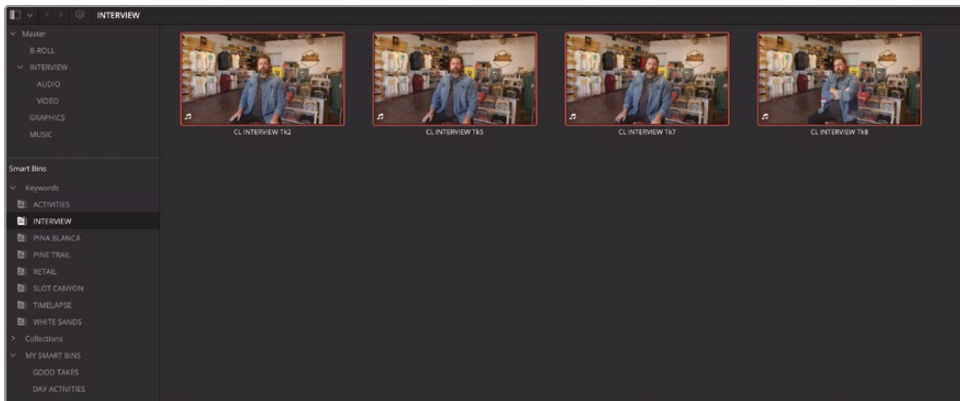 INTERVIEW
Master
B-ROLL
INTERVIEW
AUDIO
VIDEO
GRAPHICS
MUSIC
Smart Bins
Keywords
ACTIVITIES
INTERVIEW
PINA BLANCA
PINE TRAIL
RETAIL
SLOT CANYON
TIMELAPSE
WHITE SANDS
Collections
MY SMART BINS
GOOD TAKES
DAY ACTIVITIES
CL INTERVIEW Tk2
CL INTERVIEW Tk5
CL INTERVIEW Tk7
CL INTERVIEW Tk8